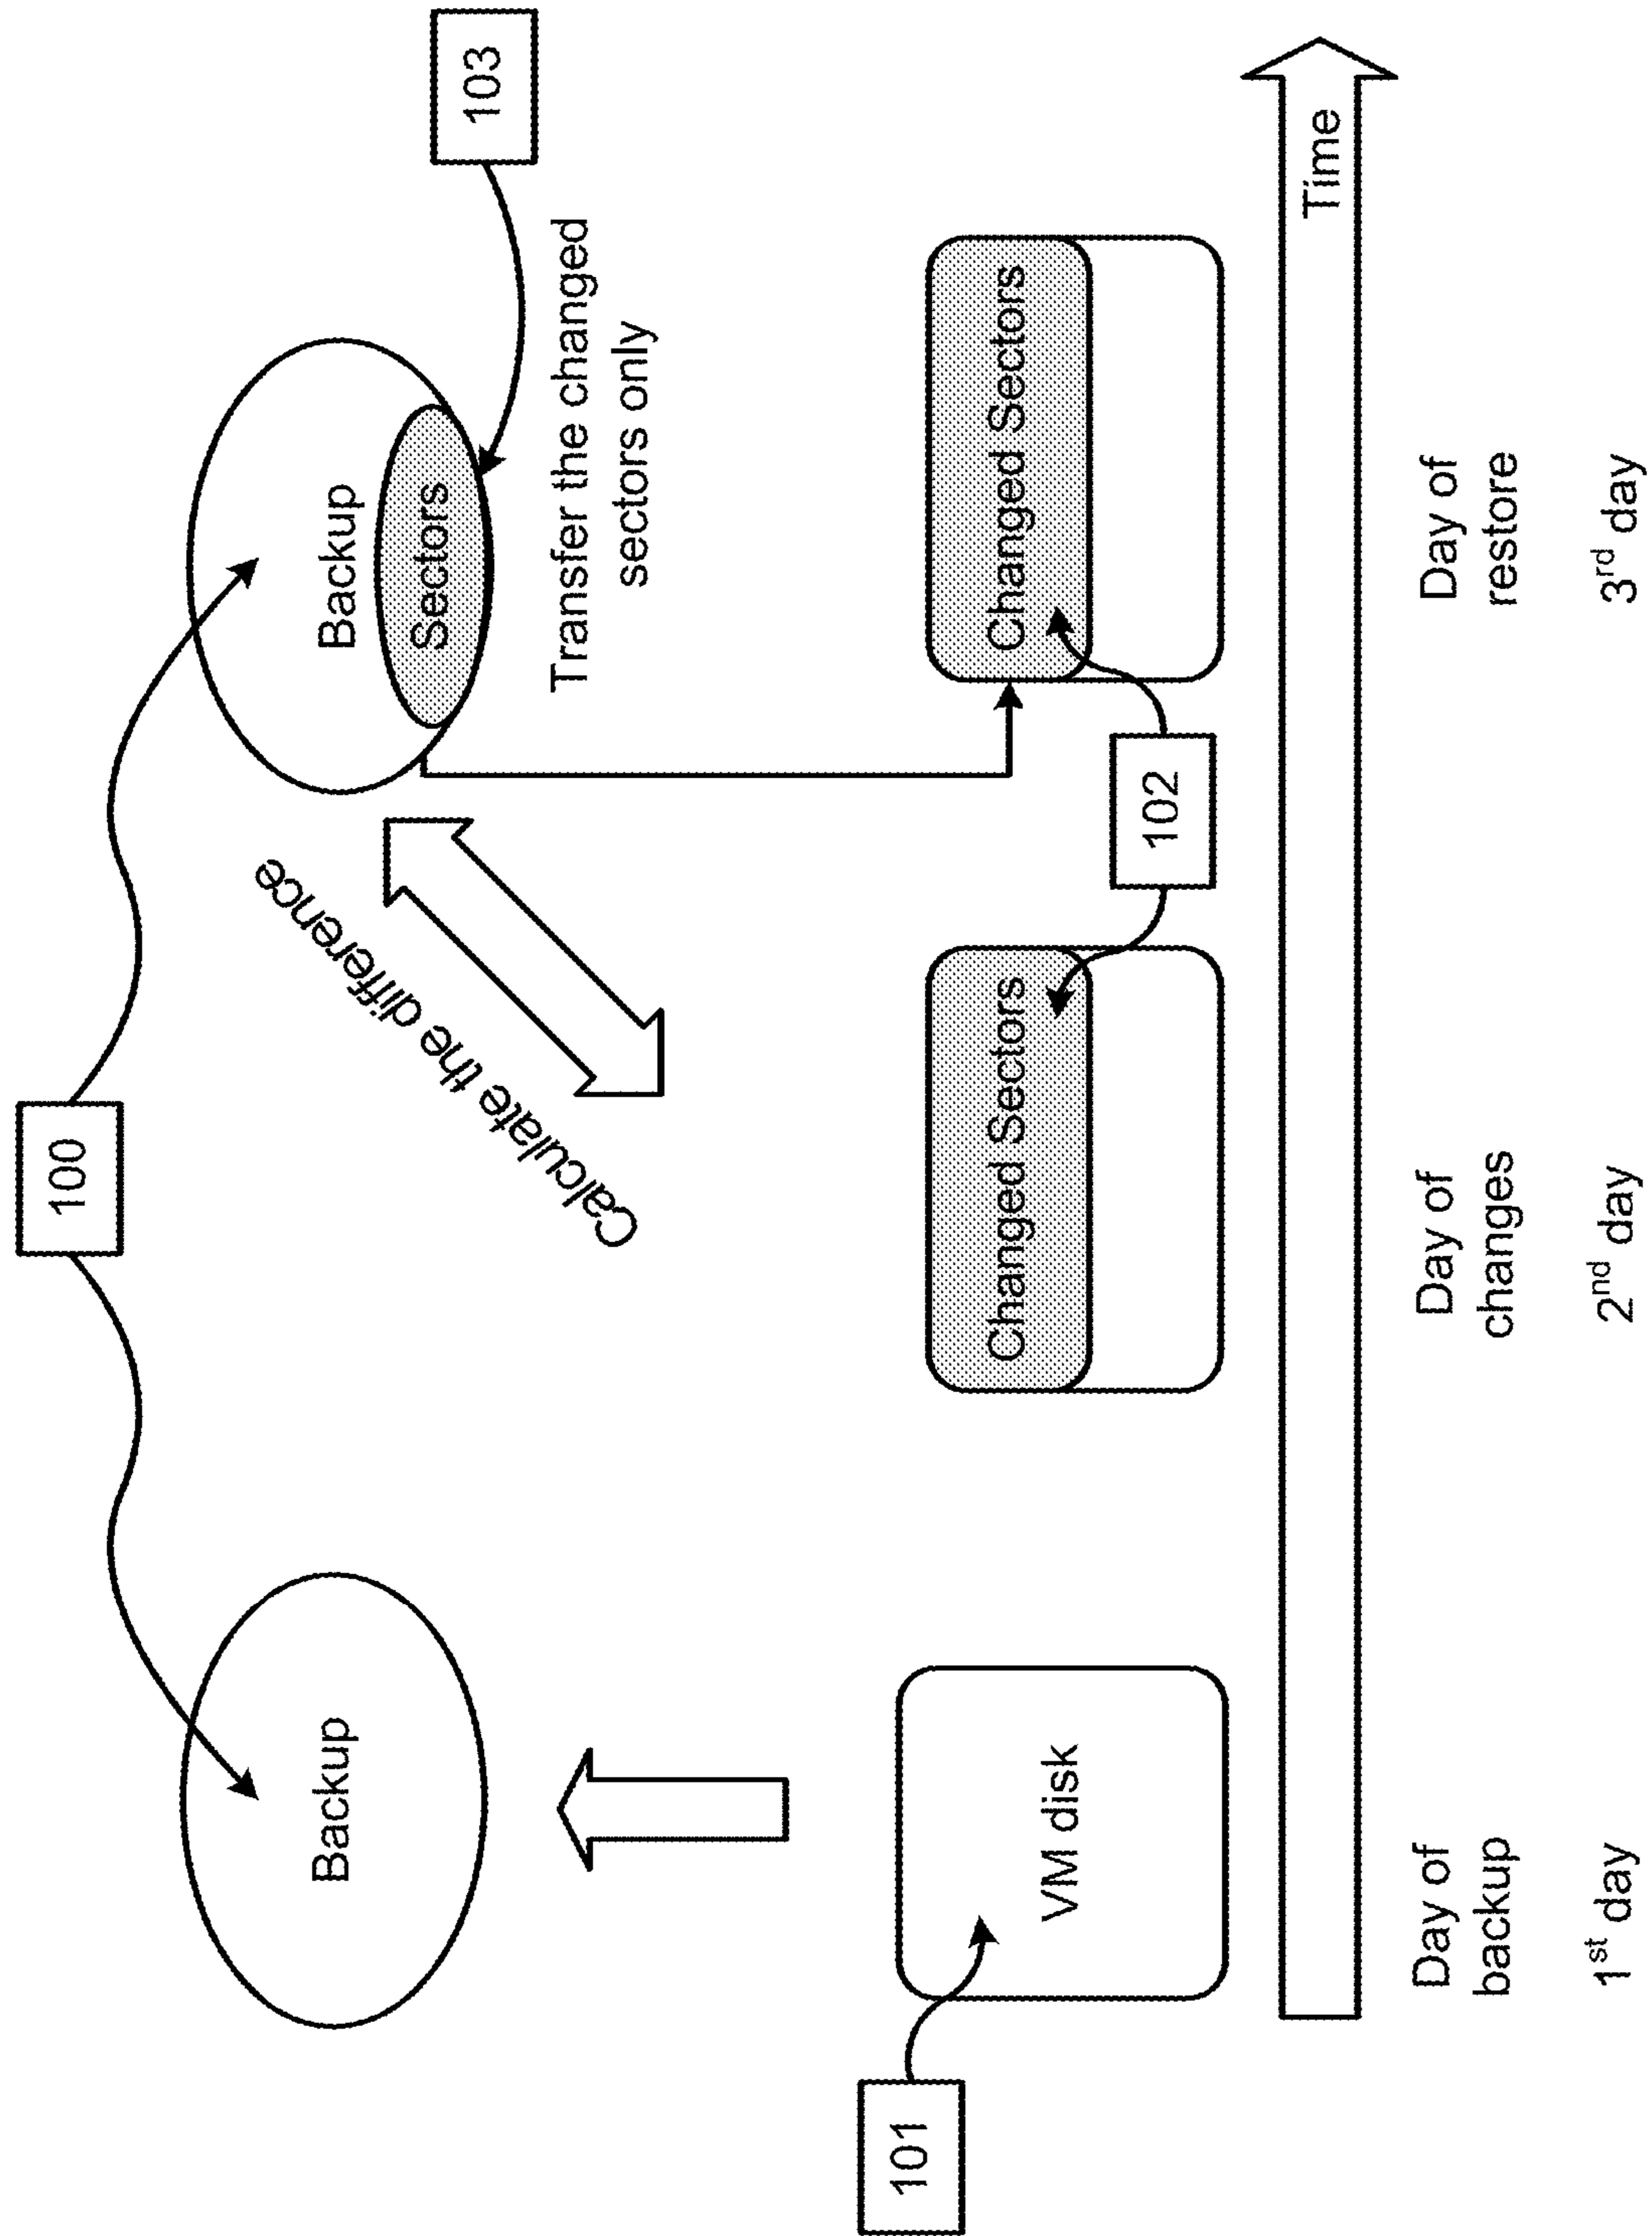 100
103
Backup
Backup
Sectors
Calculate the difference
Transfer the changed
sectors only
101
VM disk
Changed Sectors
Changed Sectors
102
Time
Day of
backup
Day of
changes
Day of
restore
1st day
2nd day
3rd day